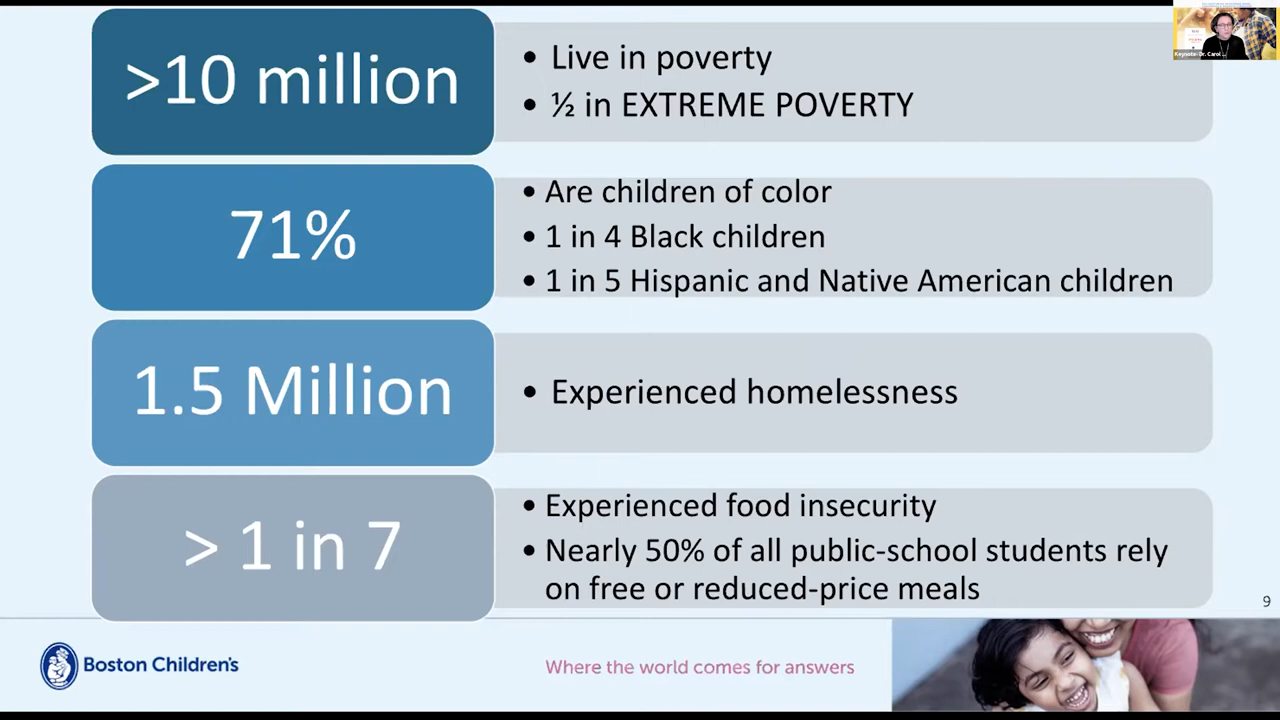 >10 million
• Live in poverty
• ½ in EXTREME POVERTY
71%
• Are children of color
• 1 in 4 Black children
• 1 in 5 Hispanic and Native American children
1.5 Million
• Experienced homelessness
> 1 in 7
• Experienced food insecurity
• Nearly 50% of all public-school students rely
on free or reduced-price meals
9
Boston Children's
Where the world comes for answers
Keynote- Dr. Carol ...